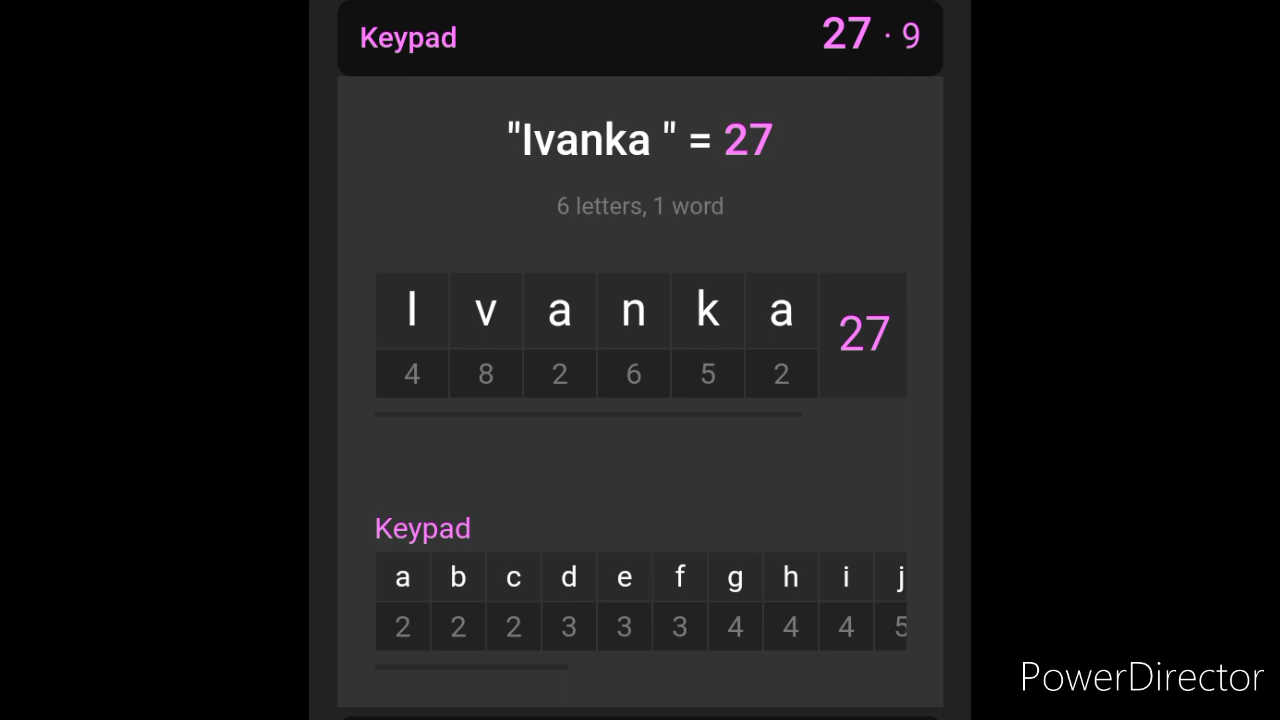 Keypad 27 · 9
"Ivanka " = 27
6 letters, 1 word
I v a n k a 27
4 8 2 6 5 2
Keypad
a b c d e f g h i j
2 2 2 3 3 3 4 4 4 5
PowerDirector